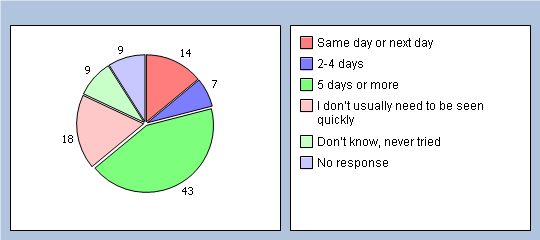 9
14
9
7
18
43
Same day or next day
2-4 days
5 days or more
I don't usually need to be seen
quickly
Don't know, never tried
No response